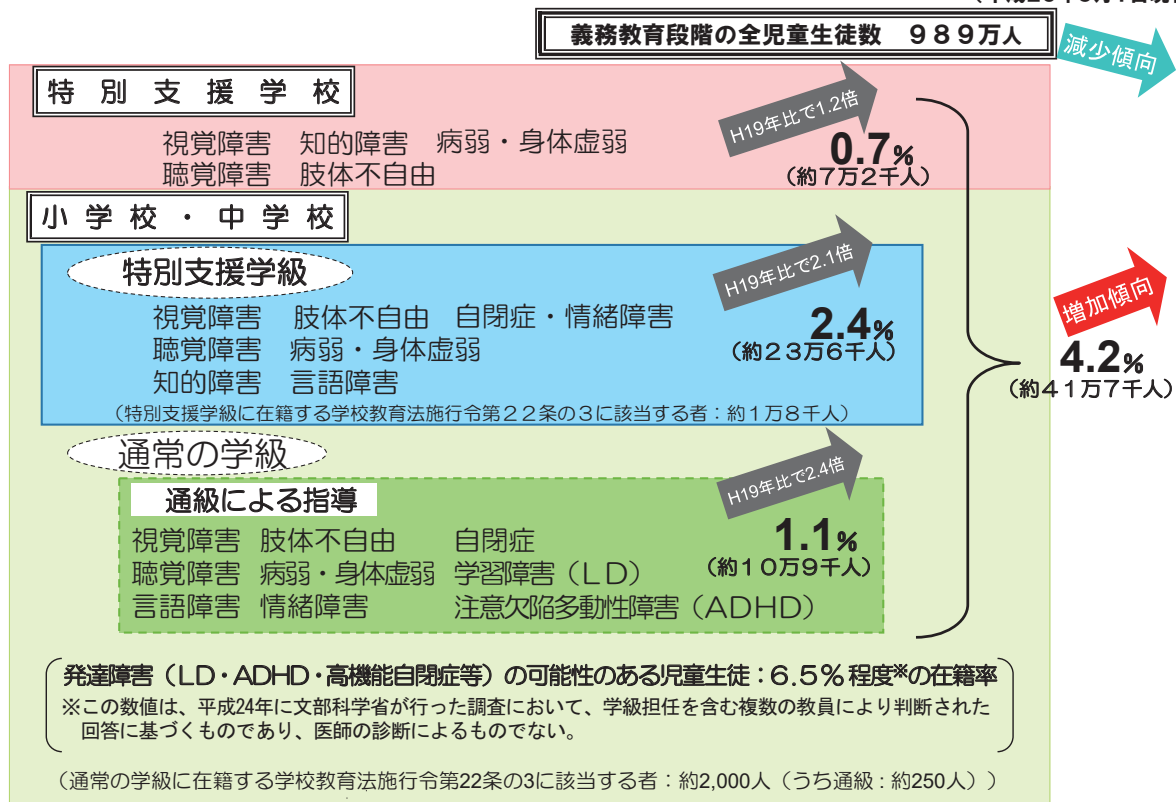 義務教育段階の全児童生徒数 989万人
減少傾向
特別支援学校
H19年比で1.2倍
視覚障害 知的障害 病弱・身体虚弱
聴覚障害 肢体不自由
0.7%
(約7万2千人)
小学校・中学校
特別支援学級
H19年比で2.1倍
視覚障害 肢体不自由 自閉症・情緒障害
聴覚障害 病弱・身体虚弱
知的障害 言語障害
2.4%
(約23万6千人)
(特別支援学級に在籍する学校教育法施行令第22条の3に該当する者:約1万8千人)
増加傾向
4.2%
(約41万7千人)
通常の学級
H19年比で2.4倍
通級による指導
視覚障害 肢体不自由 自閉症
聴覚障害 病弱・身体虚弱 学習障害(LD)
言語障害 情緒障害 注意欠陥多動性障害(ADHD)
1.1%
(約10万9千人)
発達障害(LD・ADHD・高機能自閉症等)の可能性のある児童生徒:6.5%程度※の在籍率
※この数値は、平成24年に文部科学省が行った調査において、学級担任を含む複数の教員により判断された
回答に基づくものであり、医師の診断によるものでない。
(通常の学級に在籍する学校教育法施行令第22条の3に該当する者:約2,000人(うち通級:約250人))